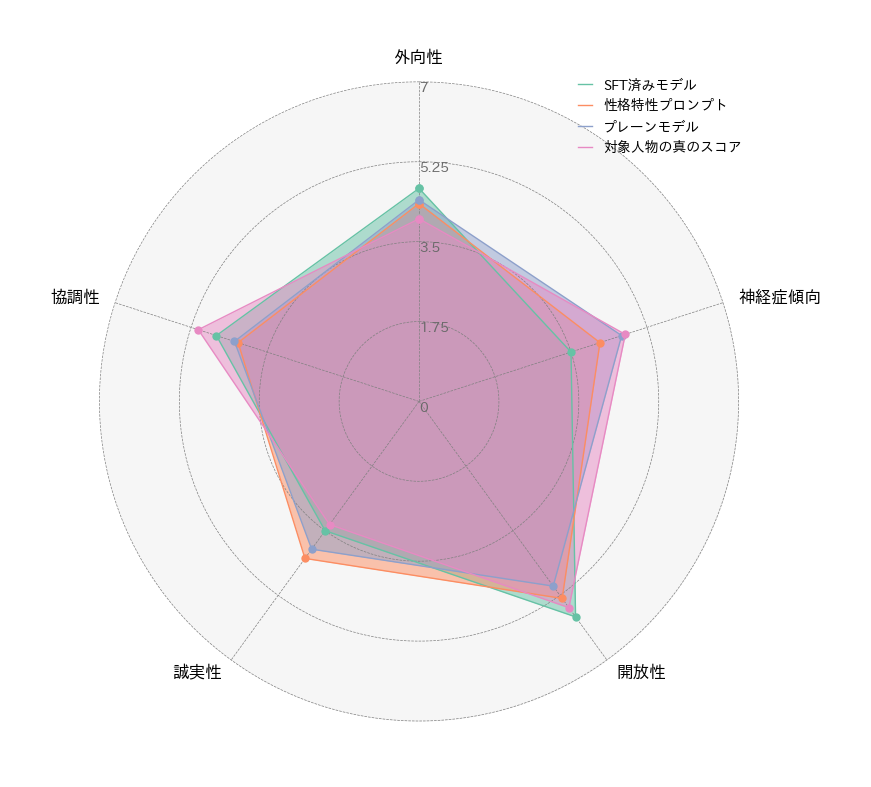 外向性
SFT済みモデル
性格特性プロンプト
プレーンモデル
対象人物の真のスコア
7
5.25
3.5
1.75
0
協調性
神経症傾向
誠実性
開放性